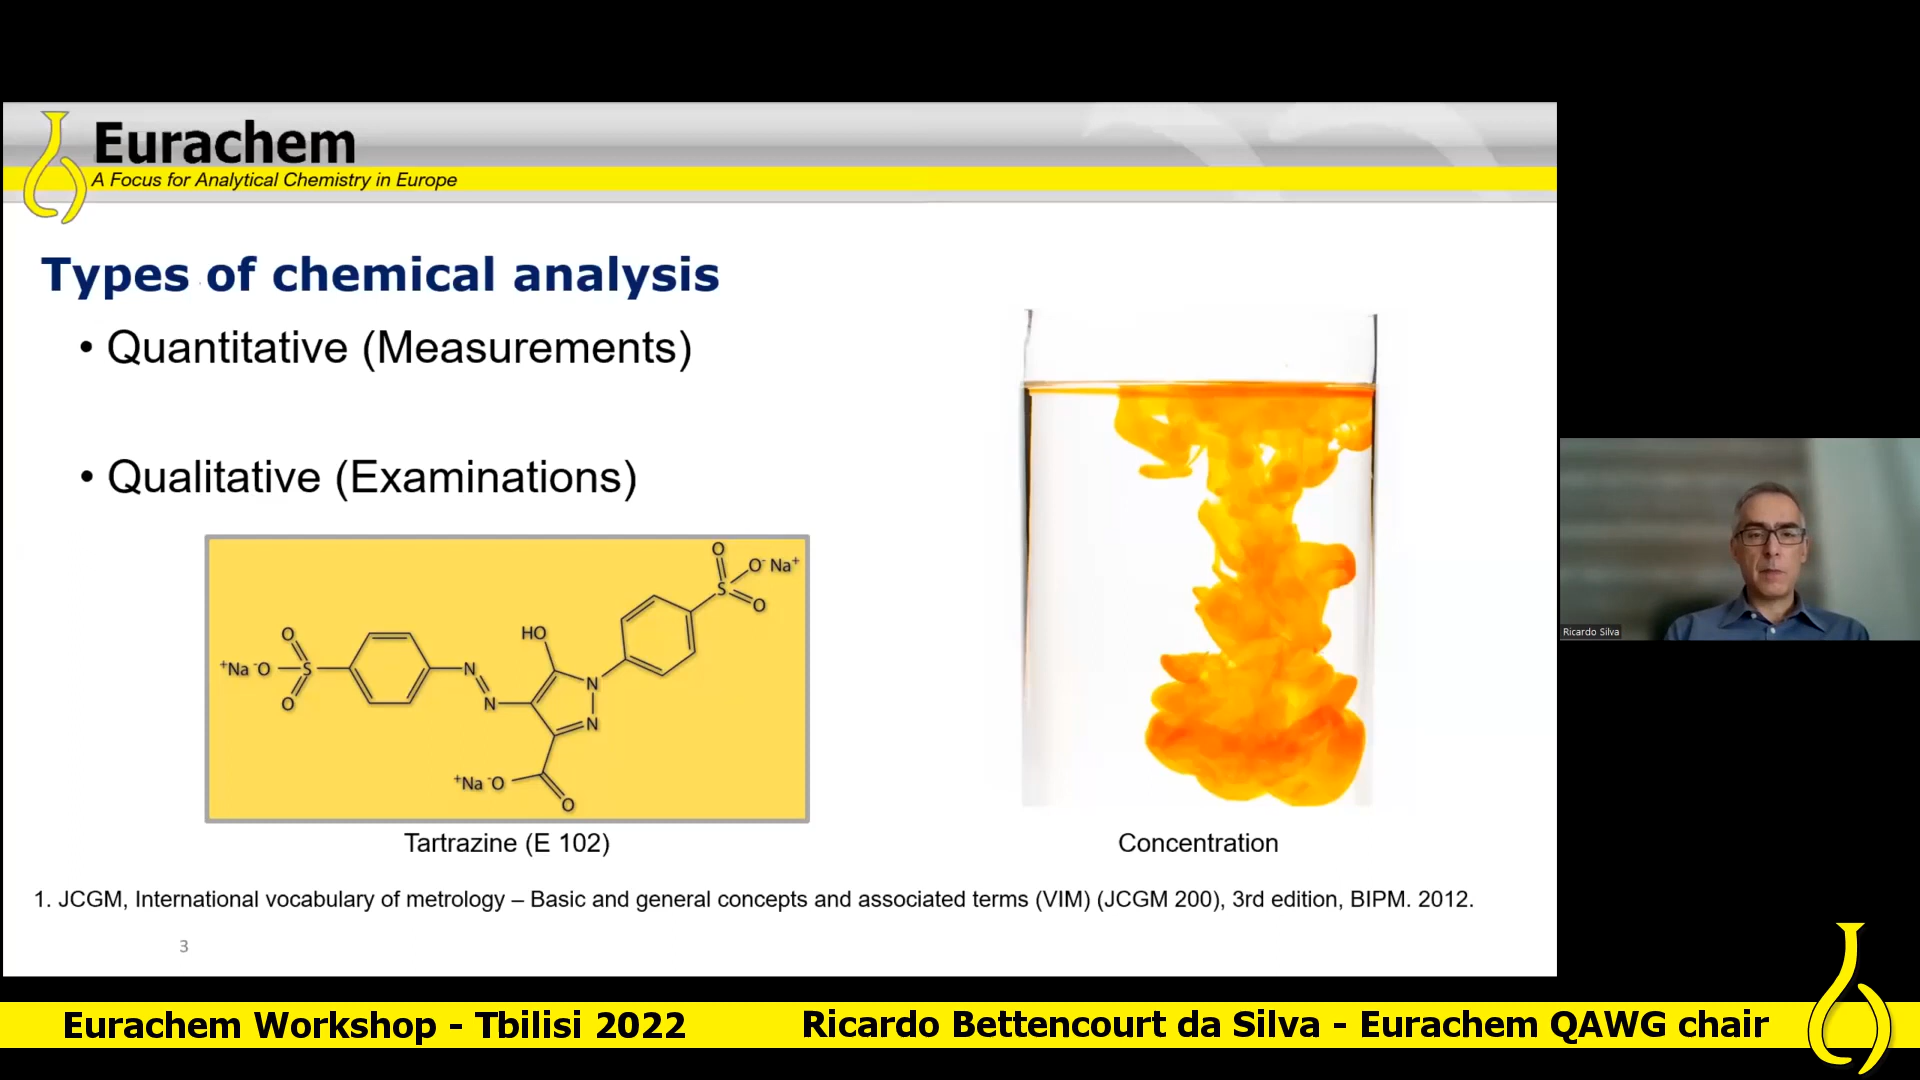 Eurachem
A Focus for Analytical Chemistry in Europe
Types of chemical analysis
• Quantitative (Measurements)
• Qualitative (Examinations)
O
O⁻ Na⁺
S
O
HO
O
⁺Na ⁻O
S
N
N
N
O
N
⁺Na ⁻O
O
Tartrazine (E 102)
Concentration
1. JCGM, International vocabulary of metrology – Basic and general concepts and associated terms (VIM) (JCGM 200), 3rd edition, BIPM. 2012.
3
Ricardo Silva
Eurachem Workshop - Tbilisi 2022
Ricardo Bettencourt da Silva - Eurachem QAWG chair